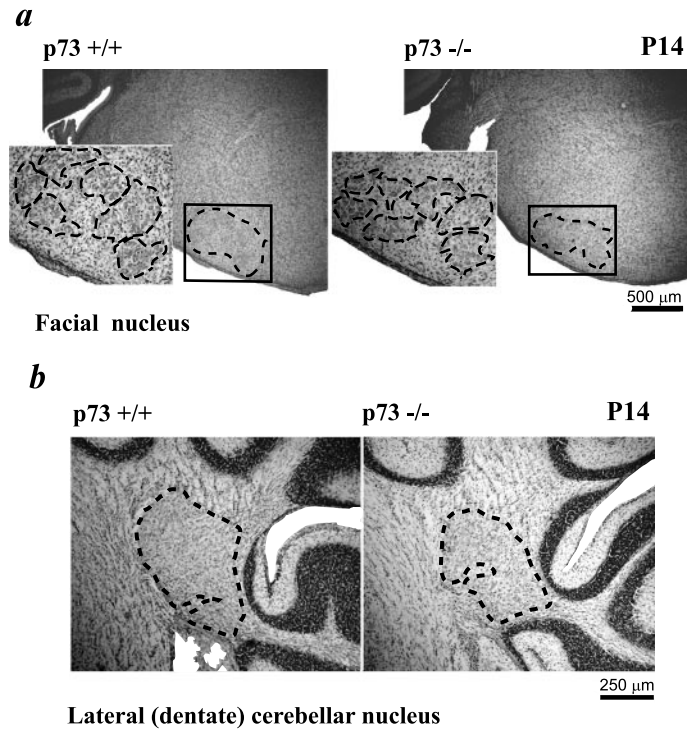 a
p73 +/+
p73 -/-
P14
500 μm
Facial nucleus
b
p73 +/+
p73 -/-
P14
250 μm
Lateral (dentate) cerebellar nucleus